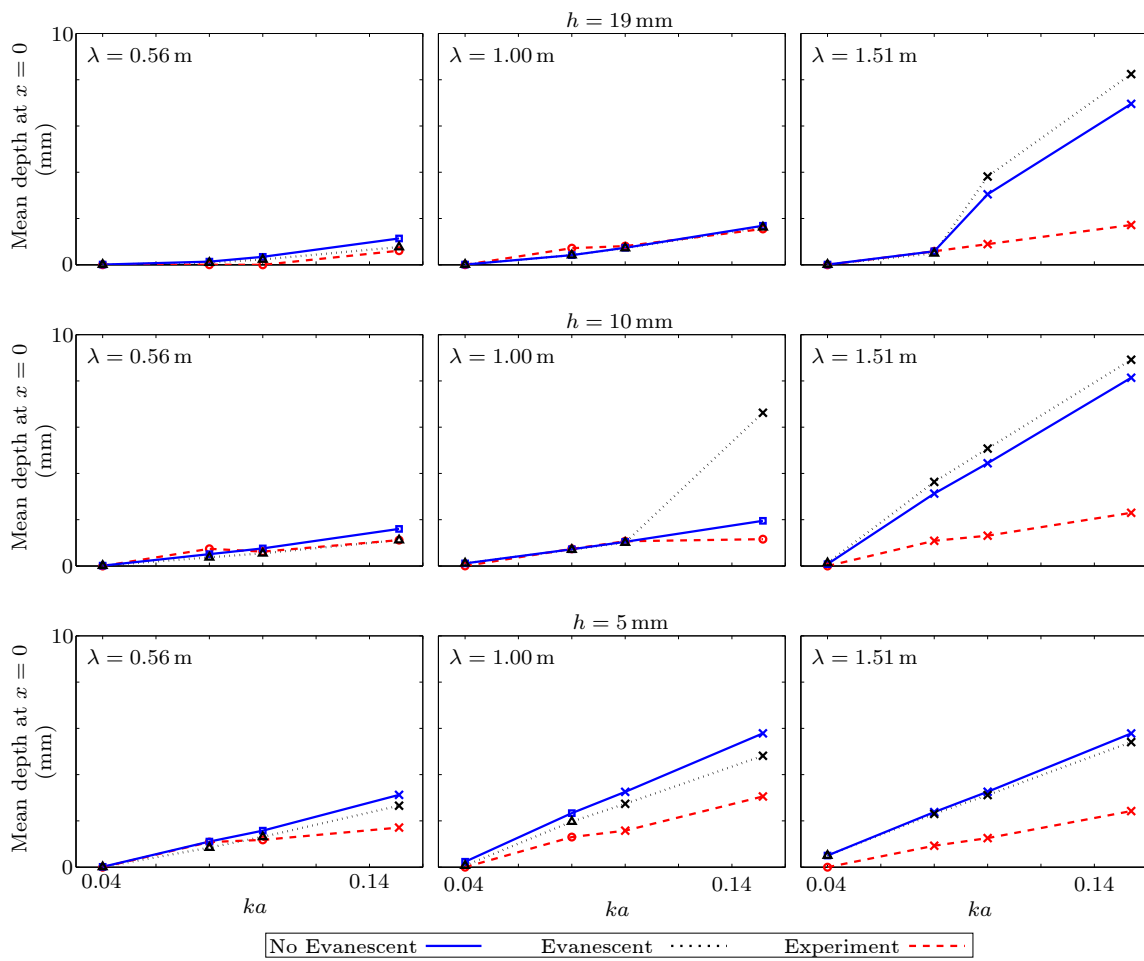 h = 19 mm
10
0
Mean depth at x = 0
(mm)
λ = 0.56 m
λ = 1.00 m
λ = 1.51 m
h = 10 mm
10
0
Mean depth at x = 0
(mm)
λ = 0.56 m
λ = 1.00 m
λ = 1.51 m
h = 5 mm
10
0
Mean depth at x = 0
(mm)
λ = 0.56 m
λ = 1.00 m
λ = 1.51 m
0.04 0.14
0.04 0.14
0.04 0.14
ka
ka
ka
No Evanescent Evanescent Experiment